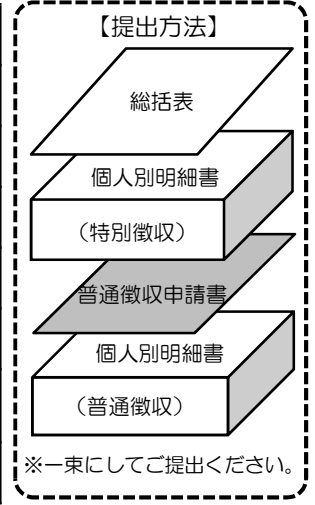 【提出方法】
総括表
個人別明細書
（特別徴収）
普通徴収申請書
個人別明細書
（普通徴収）
※一束にしてご提出ください。